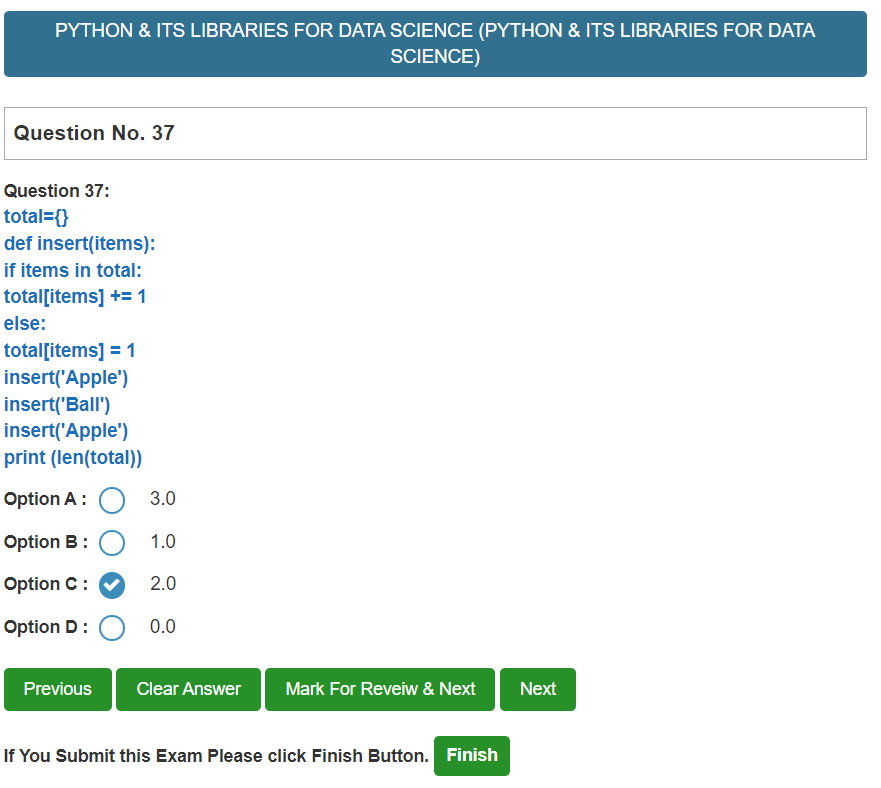 PYTHON & ITS LIBRARIES FOR DATA SCIENCE (PYTHON & ITS LIBRARIES FOR DATA
SCIENCE)
Question No. 37
Question 37:
total={}
def insert(items):
if items in total:
total[items] += 1
else:
total[items] = 1
insert('Apple')
insert('Ball')
insert('Apple')
print (len(total))
Option A : 3.0
Option B : 1.0
Option C : 2.0
Option D : 0.0
Previous Clear Answer Mark For Reveiw & Next Next
If You Submit this Exam Please click Finish Button. Finish